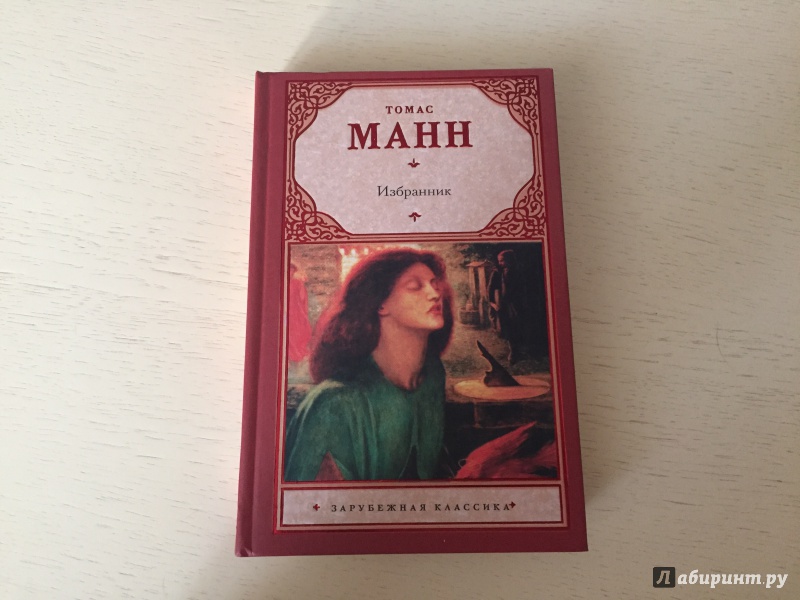 ТОМАС
МАНН
Избранник
ЗАРУБЕЖНАЯ КЛАССИКА
Лабиринт.ру